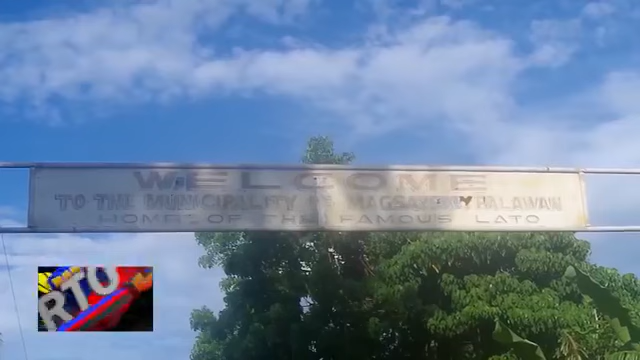 WELCOME
TO THE MUNICIPALITY OF MAGSAYSAY PALAWAN
HOME OF THE FAMOUS LATO
RTO